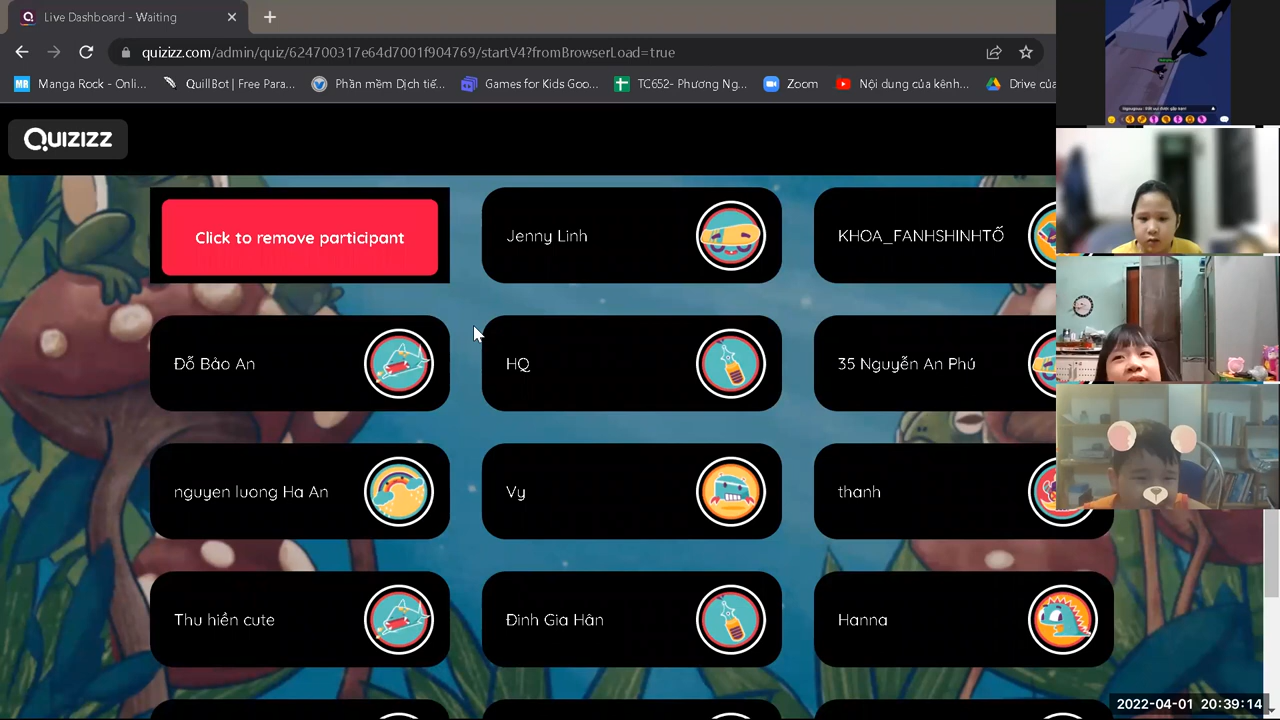 Live Dashboard - Waiting
quizizz.com/admin/quiz/624700317e64d7001f904769/startV4?fromBrowserLoad=true
Manga Rock - Onli...
QuillBot | Free Para...
Phần mềm Dịch tiế...
Games for Kids Geo...
TC652- Phương Ng...
Zoom
Nội dung của kênh...
Drive của
QUIZIZZ
Click to remove participant
Jenny Linh
KHOA_FANHSHINHTỐ
Đỗ Bảo An
HQ
35 Nguyễn An Phú
nguyen luong Ha An
Vy
thanh
Thu hiền cute
Đinh Gia Hân
Hanna
2022-04-01 20:39:14